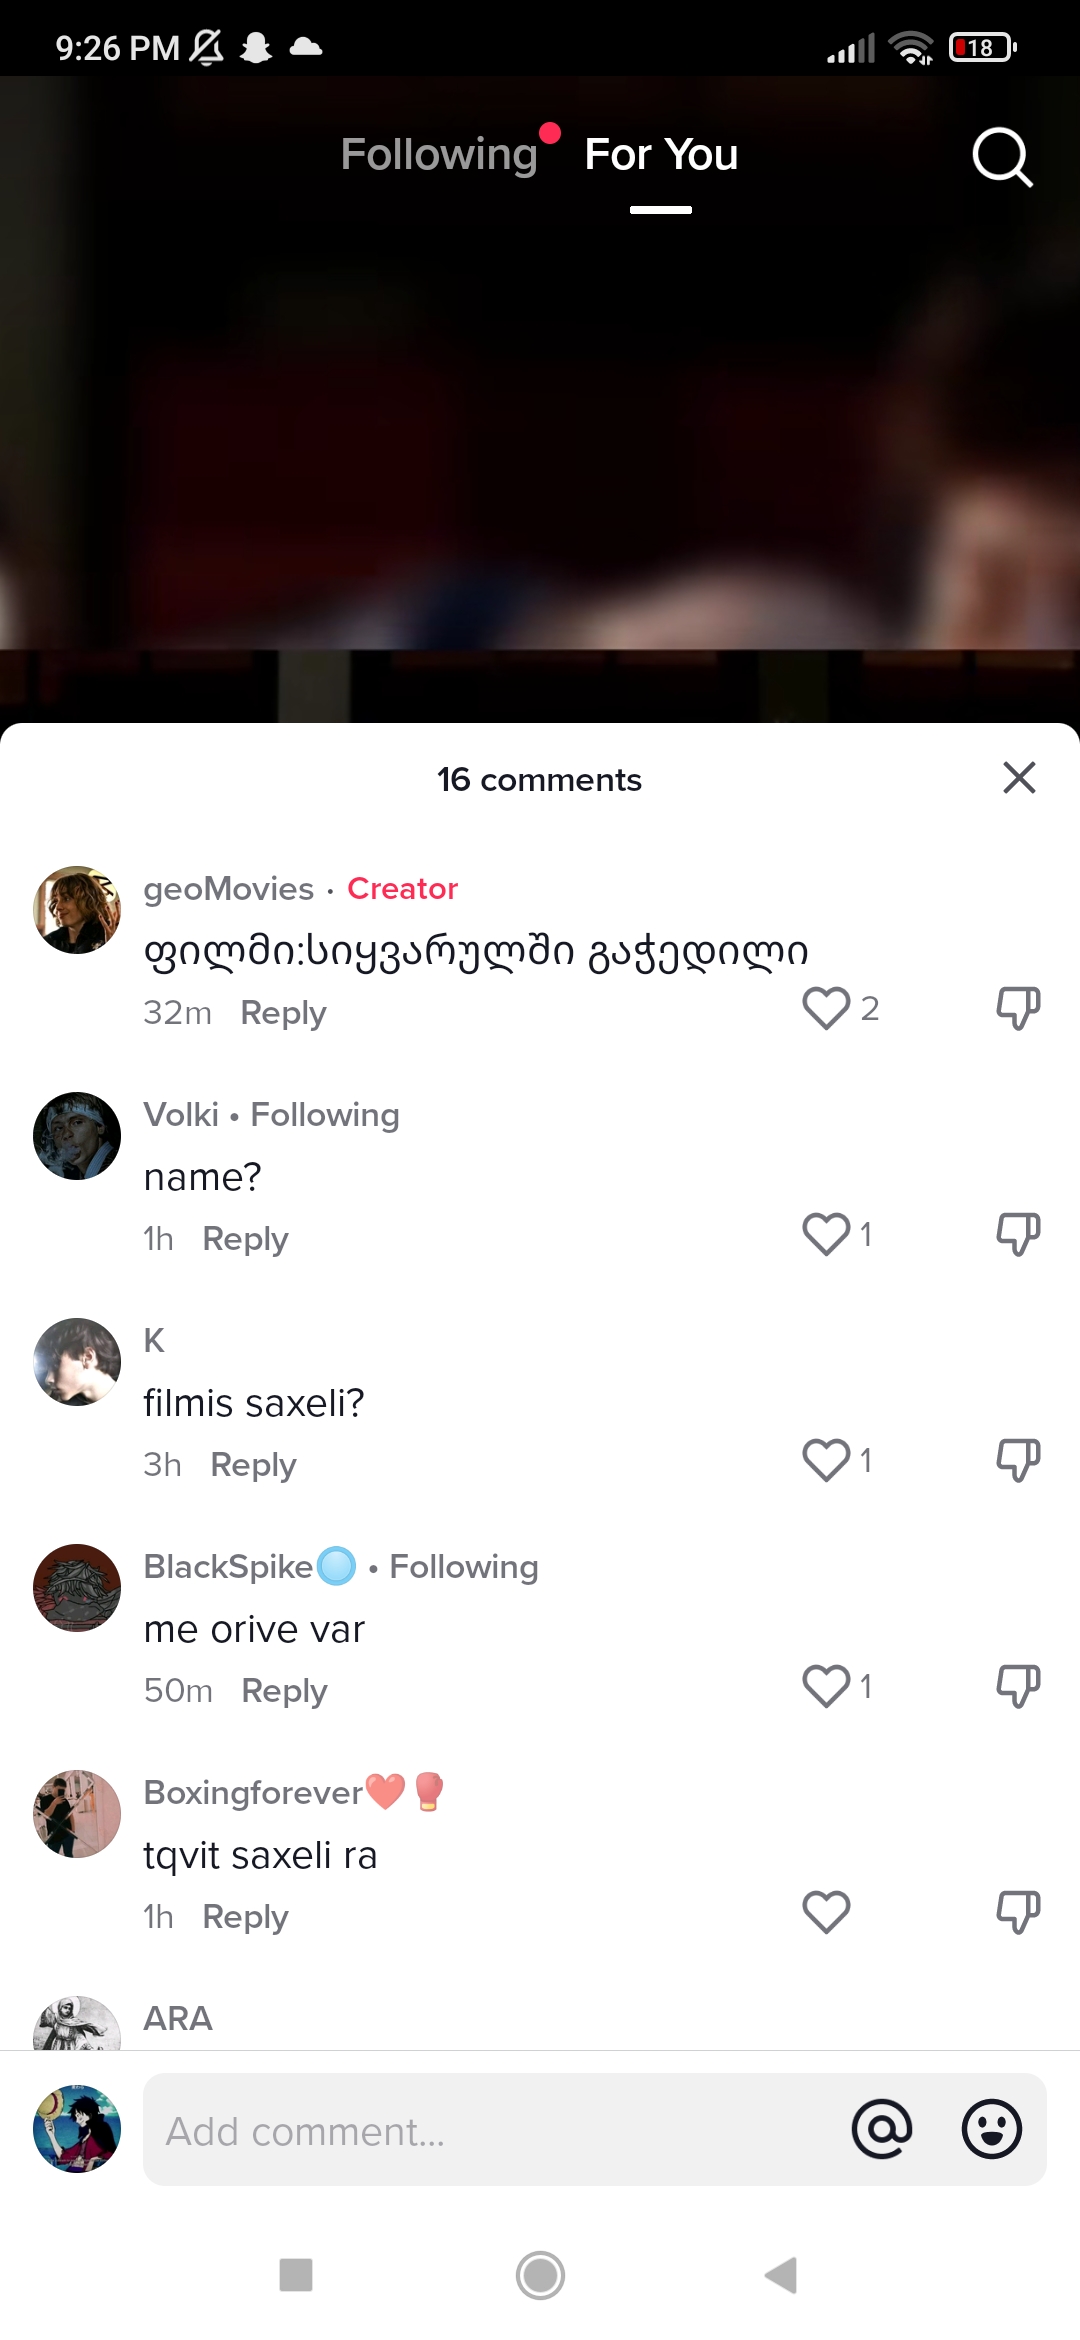 9:26 PM
18
Following For You
16 comments
geoMovies · Creator
ფილმი:სიყვარულში გაჭედილი
32m Reply 2
Volki • Following
name?
1h Reply 1
K
filmis saxeli?
3h Reply 1
BlackSpike • Following
me orive var
50m Reply 1
Boxingforever❤️🥊
tqvit saxeli ra
1h Reply
ARA
Add comment...